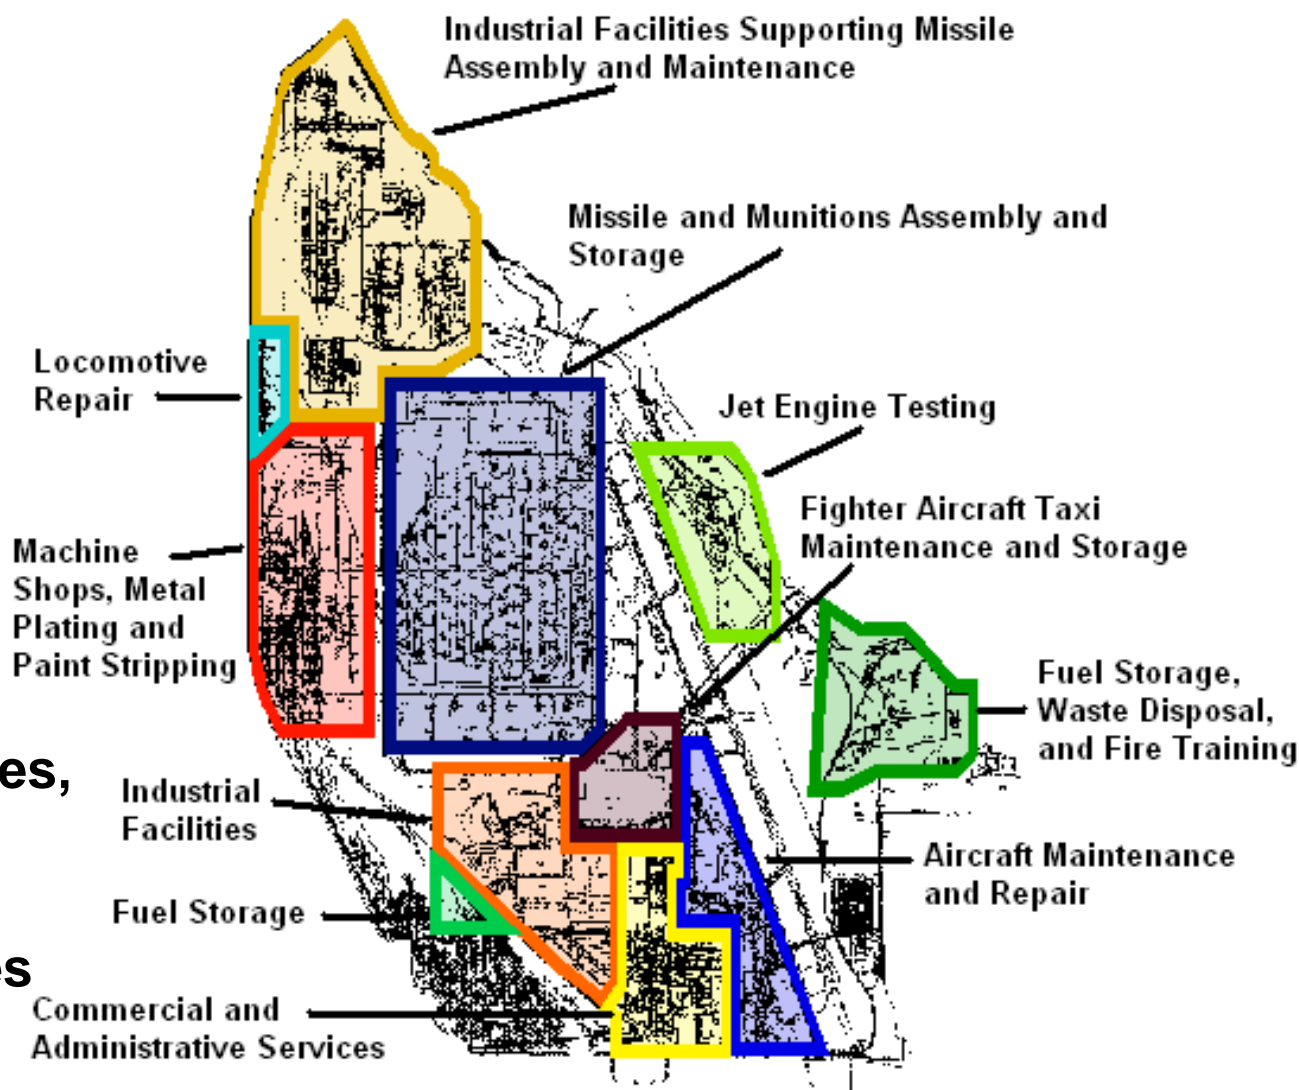 Industrial Facilities Supporting Missile
Assembly and Maintenance
Missile and Munitions Assembly and
Storage
Locomotive
Repair
Jet Engine Testing
Fighter Aircraft Taxi
Maintenance and Storage
Machine
Shops, Metal
Plating and
Paint Stripping
Fuel Storage,
Waste Disposal,
and Fire Training
es,
Industrial
Facilities
Aircraft Maintenance
and Repair
Fuel Storage
es
Commercial and
Administrative Services